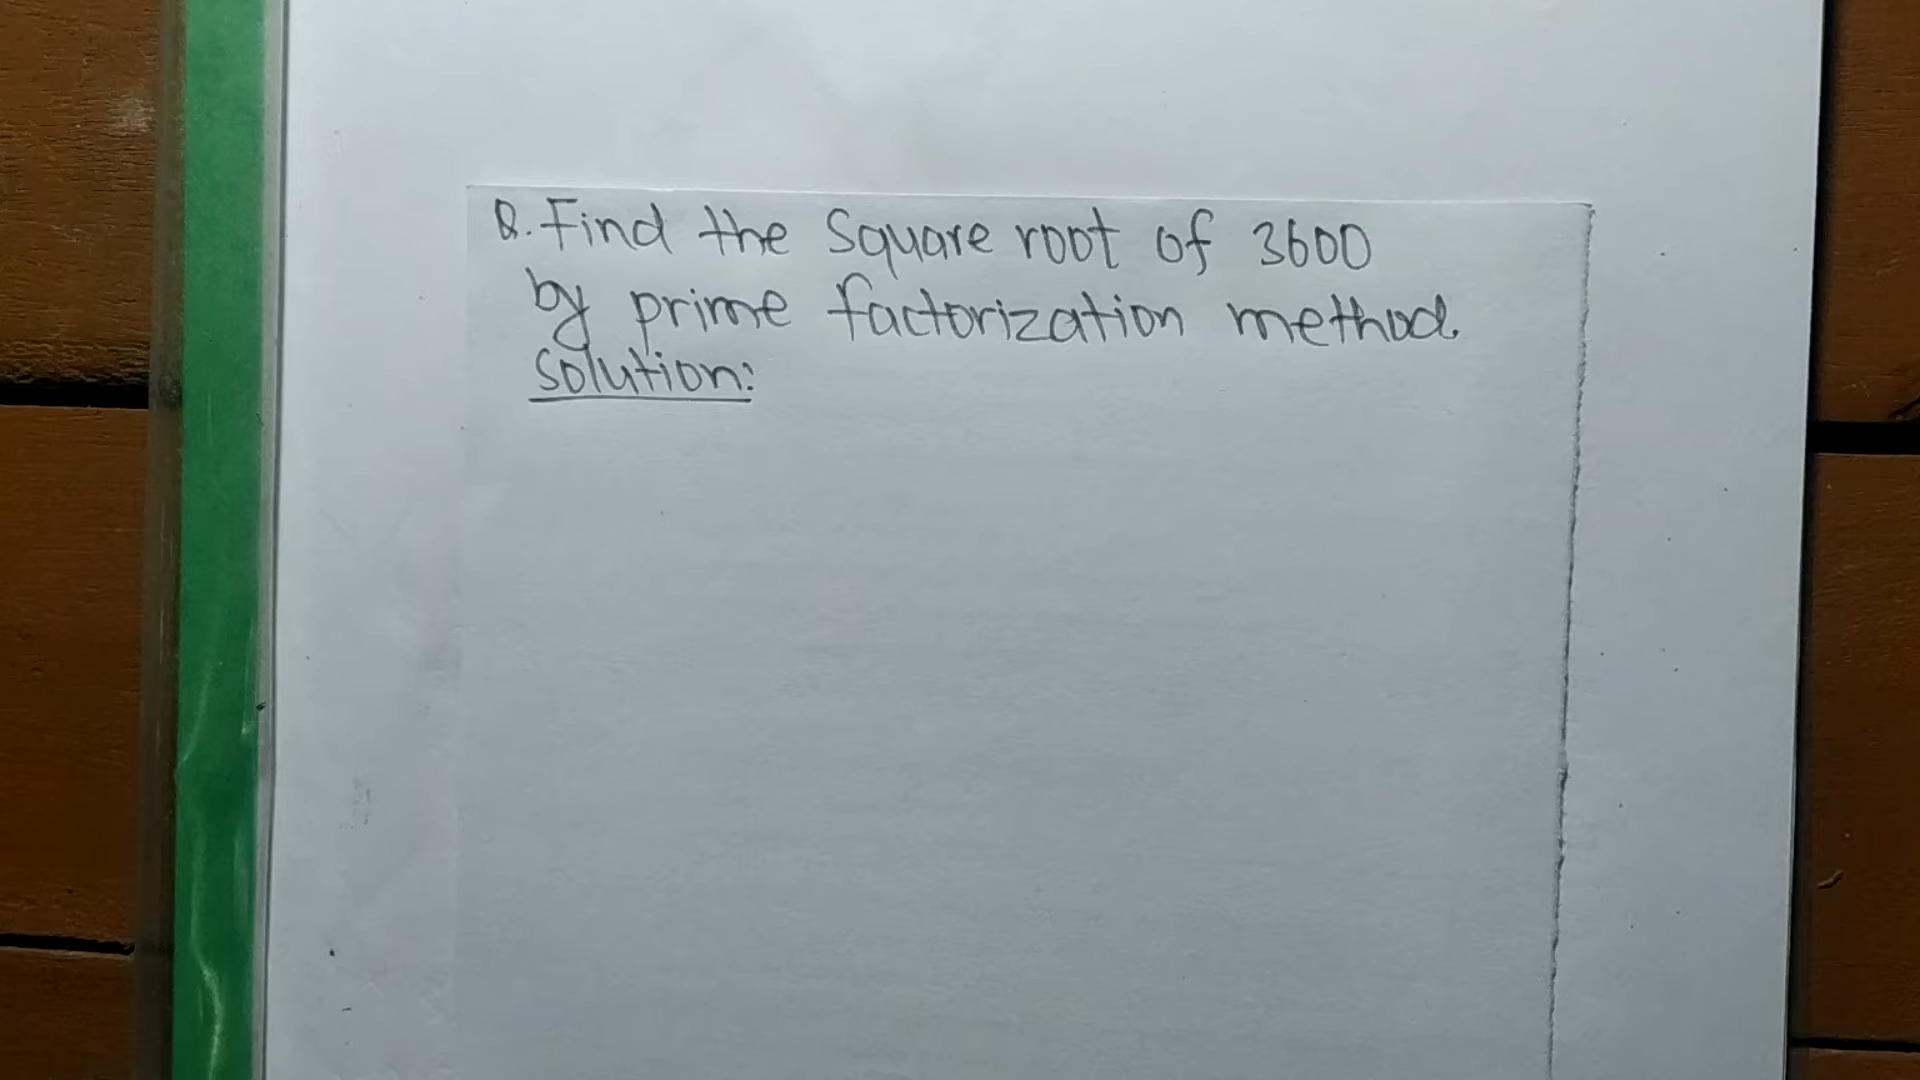 Q. Find the Square root of 3600
by prime factorization method.
Solution: